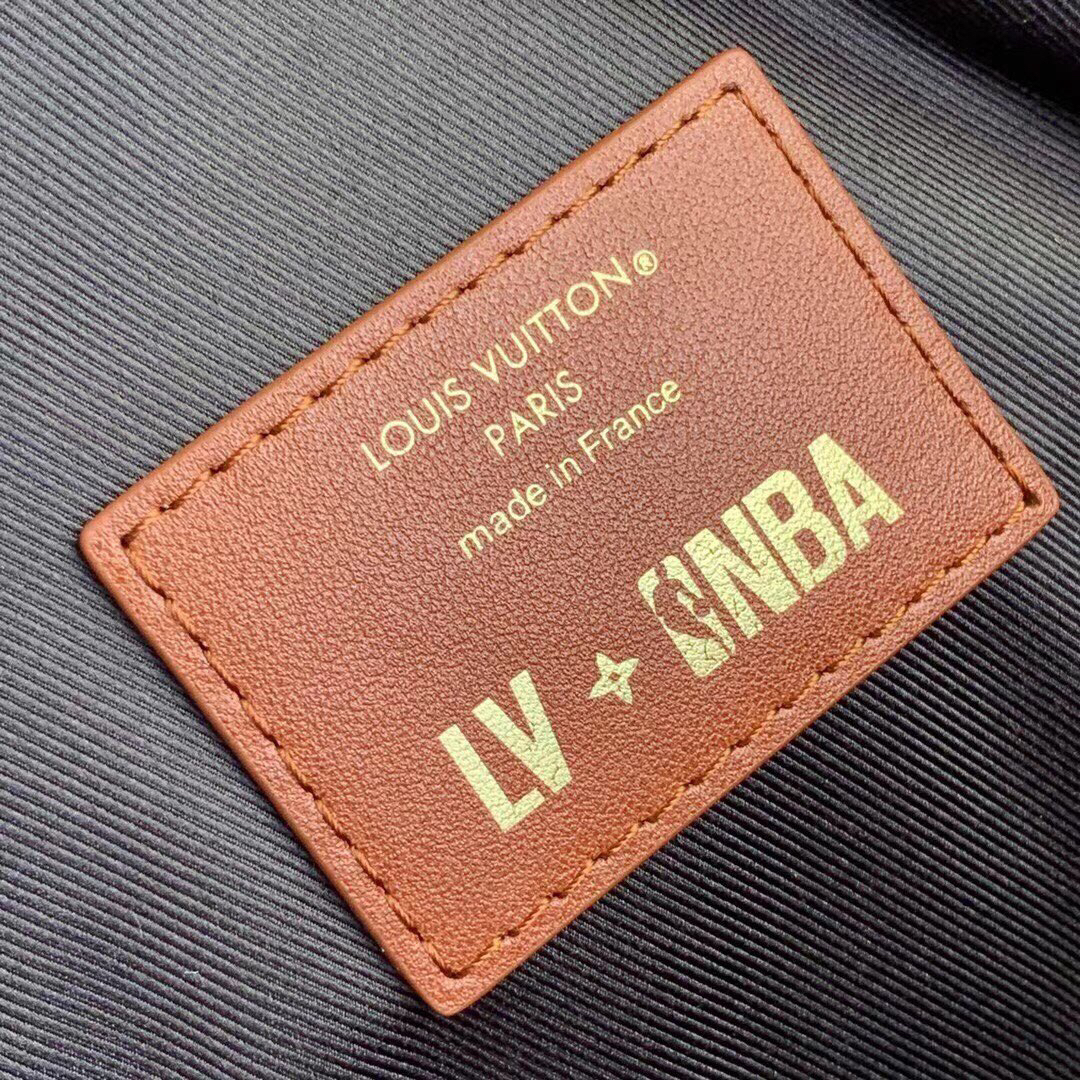 LOUIS VUITTON®
PARIS
made in France
LV NBA